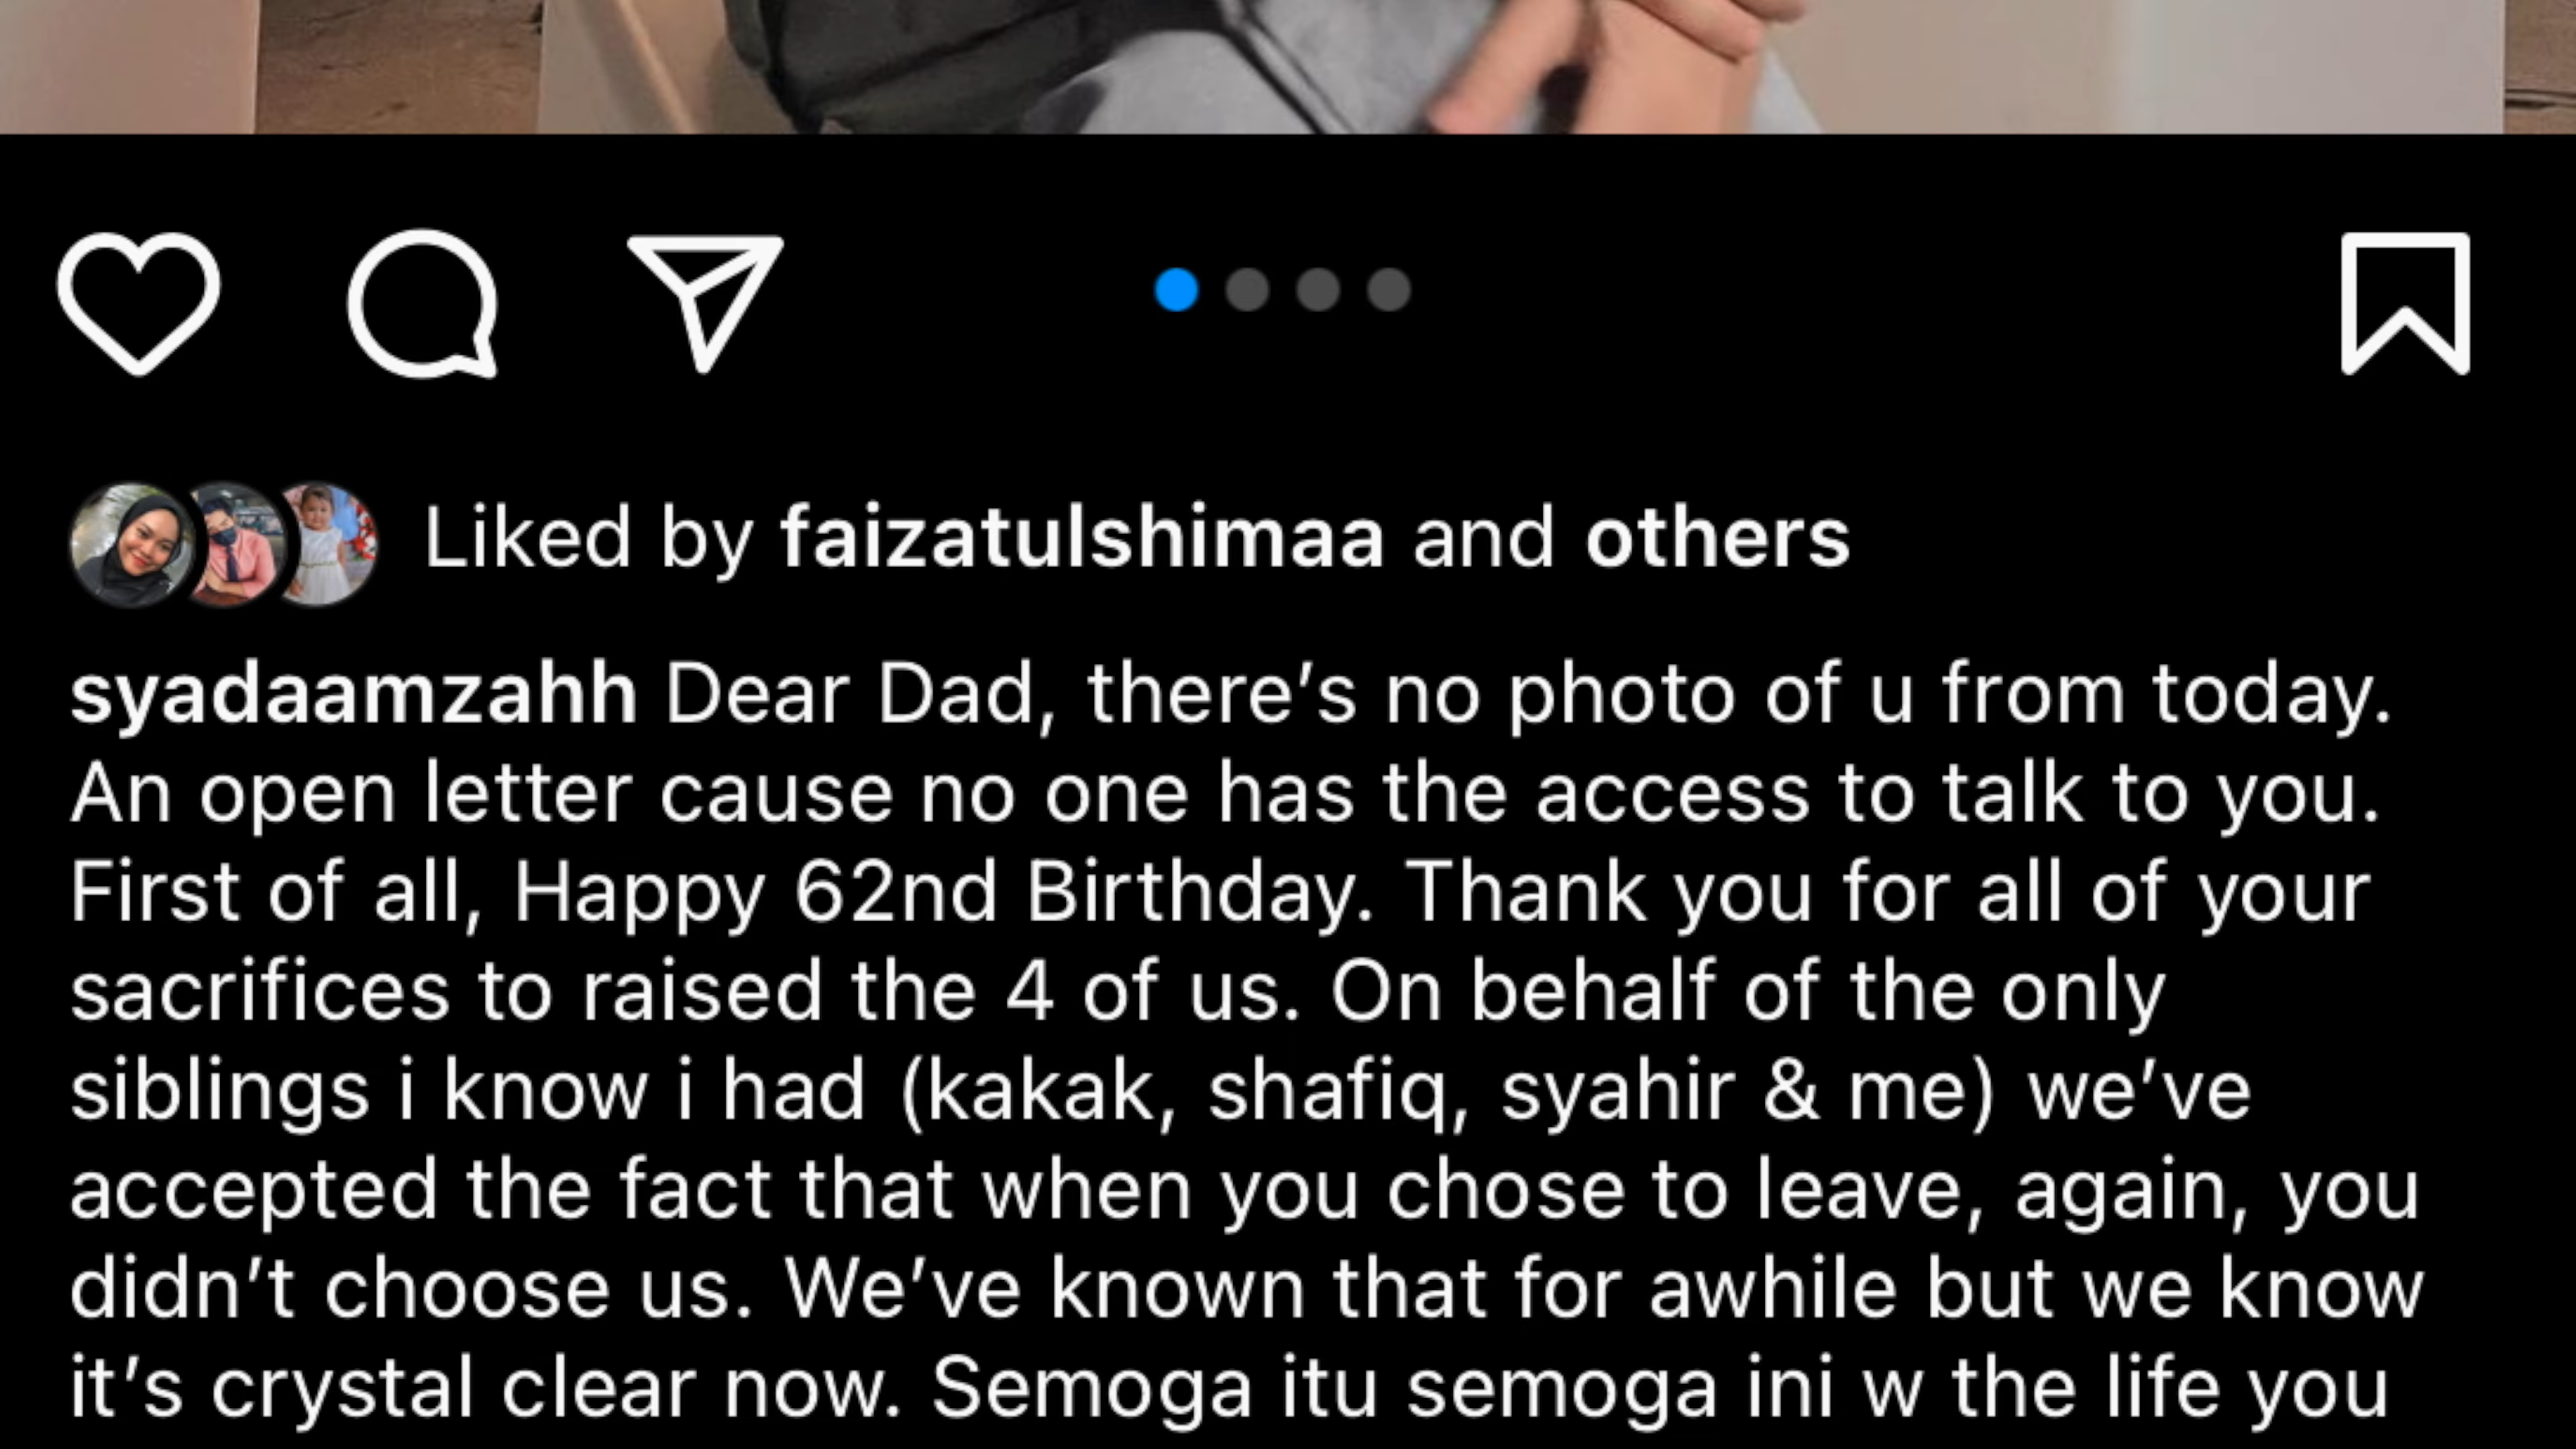 Liked by faizatulshimaa and others
syadaamzahh Dear Dad, there's no photo of u from today.
An open letter cause no one has the access to talk to you.
First of all, Happy 62nd Birthday. Thank you for all of your
sacrifices to raised the 4 of us. On behalf of the only
siblings i know i had (kakak, shafiq, syahir & me) we've
accepted the fact that when you chose to leave, again, you
didn't choose us. We've known that for awhile but we know
it's crystal clear now. Semoga itu semoga ini w the life you